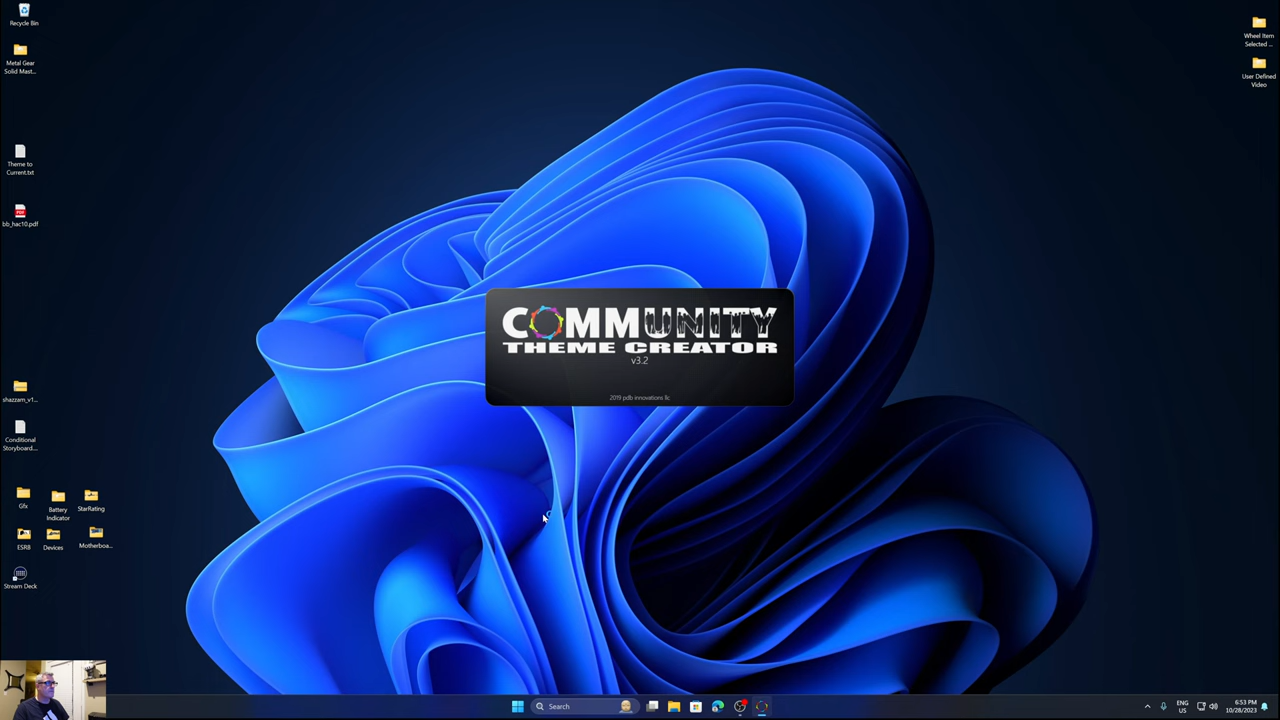 Recycle Bin
Metal Gear
Solid Mast...
Theme to
Current.txt
bb_hac10.pdf
shazzam_v1...
Conditional
Storyboard....
Gfx
Battery
Indicator
StarRating
ESRB
Devices
Motherboa...
Stream Deck
Wheel Item
Selected ...
User Defined
Video
COMMUNITY
THEME CREATOR
v3.2
2019 pdb innovations llc
Search
ENG
US
6:53 PM
10/28/2023